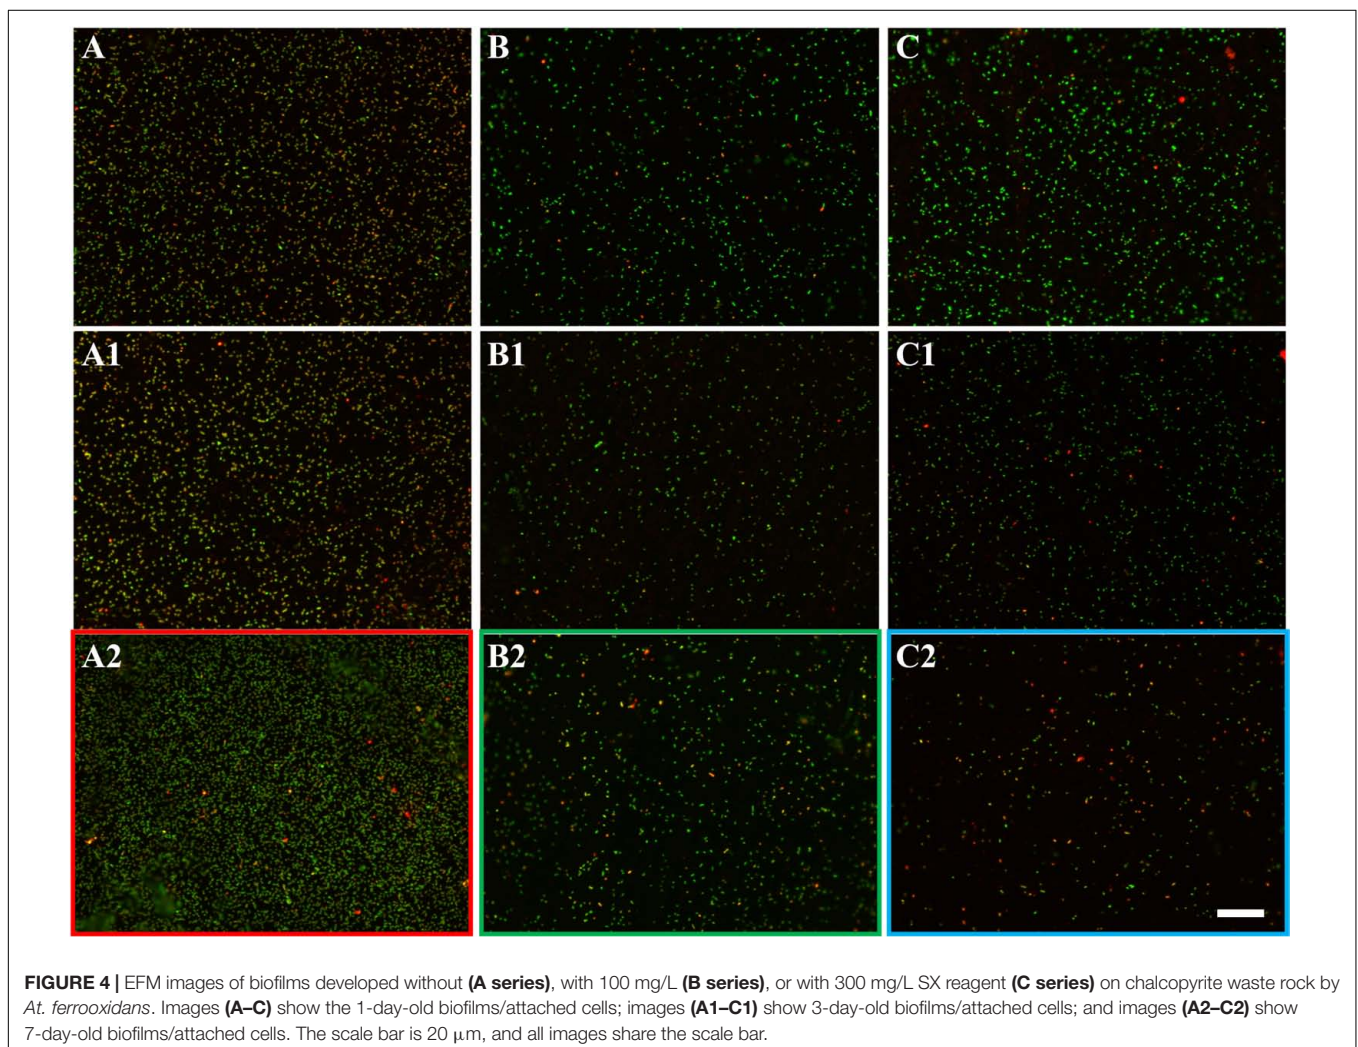 A
B
C
A1
B1
C1
A2
B2
C2
FIGURE 4 | EFM images of biofilms developed without (A series), with 100 mg/L (B series), or with 300 mg/L SX reagent (C series) on chalcopyrite waste rock by
At. ferrooxidans. Images (A–C) show the 1-day-old biofilms/attached cells; images (A1–C1) show 3-day-old biofilms/attached cells; and images (A2–C2) show
7-day-old biofilms/attached cells. The scale bar is 20 μm, and all images share the scale bar.